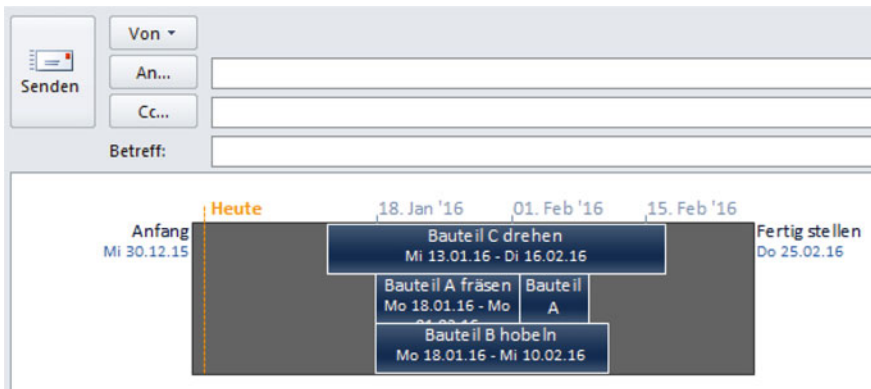 Von
Senden
An...
Cc...
Betreff:
Heute
18. Jan '16
01. Feb '16
15. Feb '16
Anfang
Mi 30.12.15
Bauteil C drehen
Mi 13.01.16 - Di 16.02.16
Fertig stellen
Do 25.02.16
Bauteil A fräsen
Mo 18.01.16 - Mo
Bauteil
A
Bauteil B hobeln
Mo 18.01.16 - Mi 10.02.16